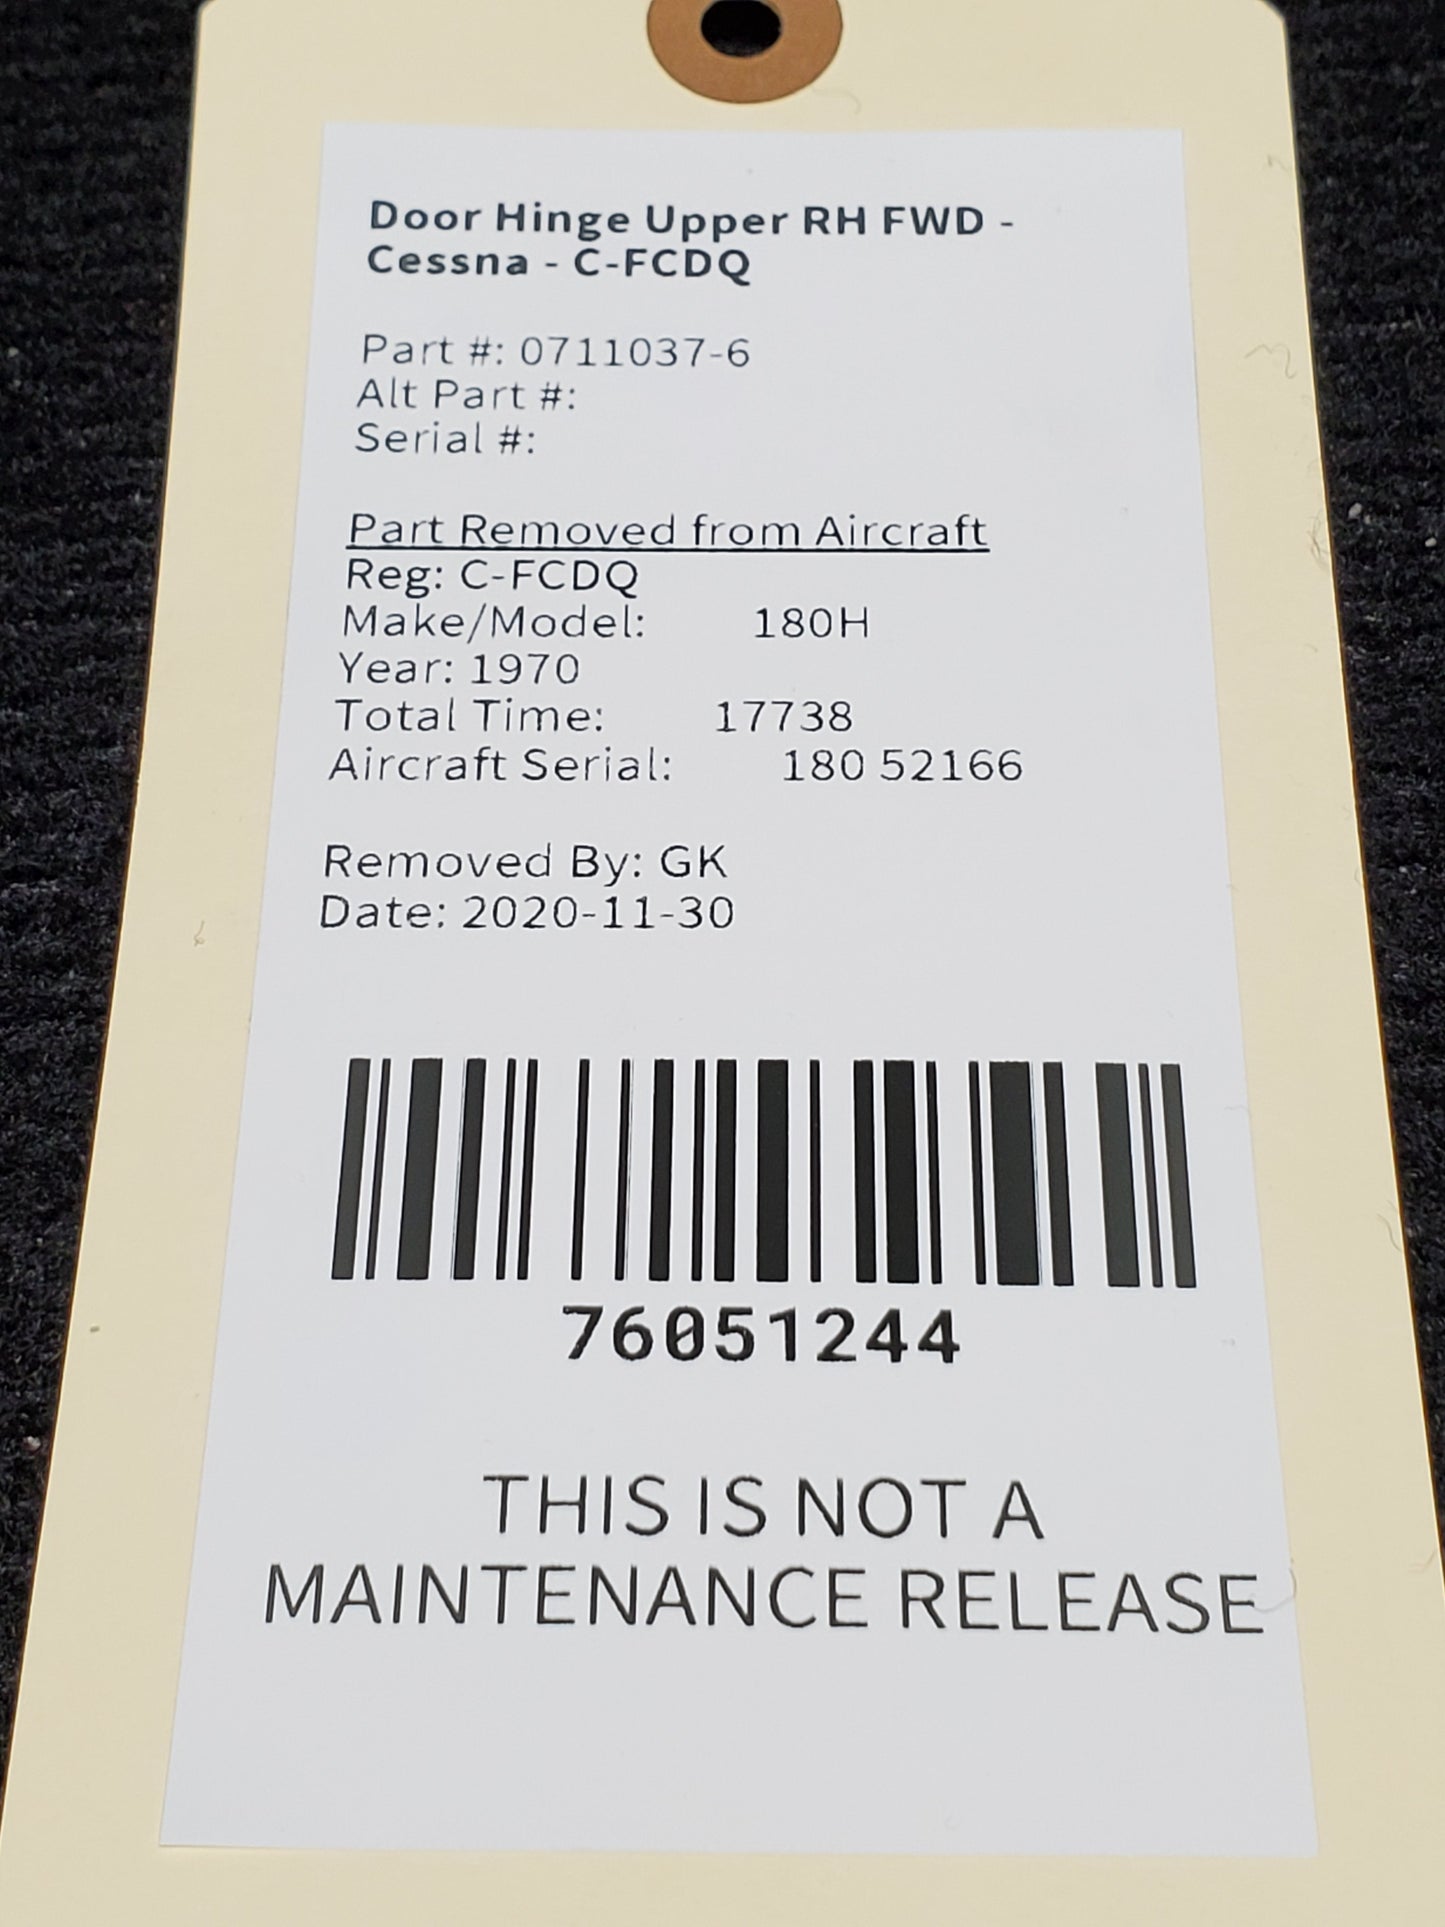 Door Hinge Upper RH FWD -
Cessna - C-FCDQ
Part #: 0711037-6
Alt Part #:
Serial #:
Part Removed from Aircraft
Reg: C-FCDQ
Make/Model: 180H
Year: 1970
Total Time: 17738
Aircraft Serial: 180 52166
Removed By: GK
Date: 2020-11-30
76051244
THIS IS NOT A
MAINTENANCE RELEASE